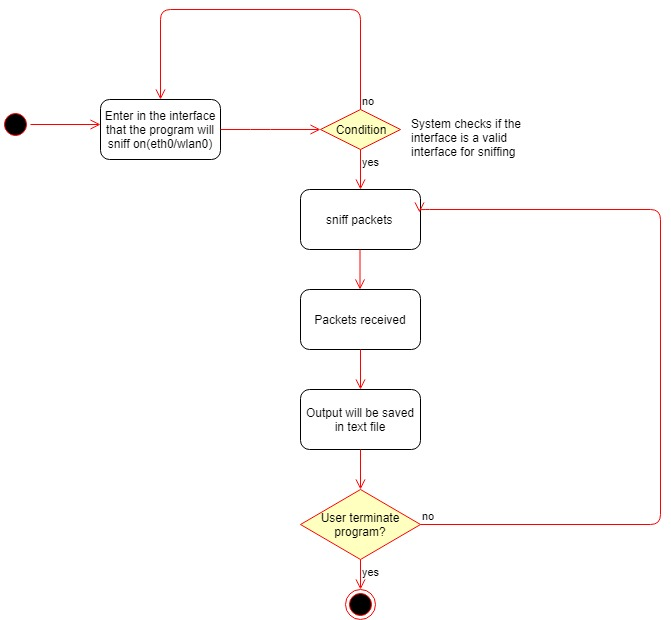 no
Enter in the interface
that the program will
sniff on(eth0/wlan0)
Condition
System checks if the
interface is a valid
interface for sniffing
yes
sniff packets
Packets received
Output will be saved
in text file
User terminate
program?
no
yes